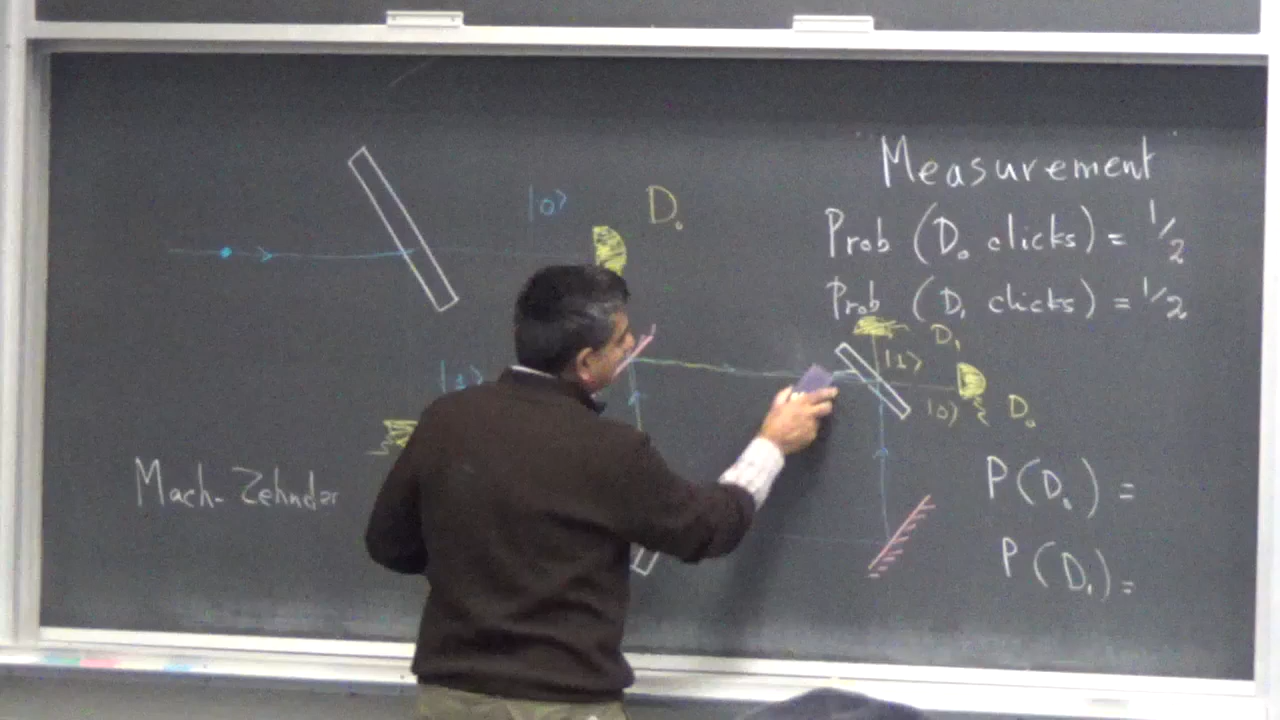 "Measurement"
|0⟩ D₀
Prob (D₀ clicks) = 1/2
Prob (D₁ clicks) = 1/2
D₁
|1⟩
|1⟩
|0⟩ D₀
Mach-Zehnder
P(D₀) =
P(D₁) =